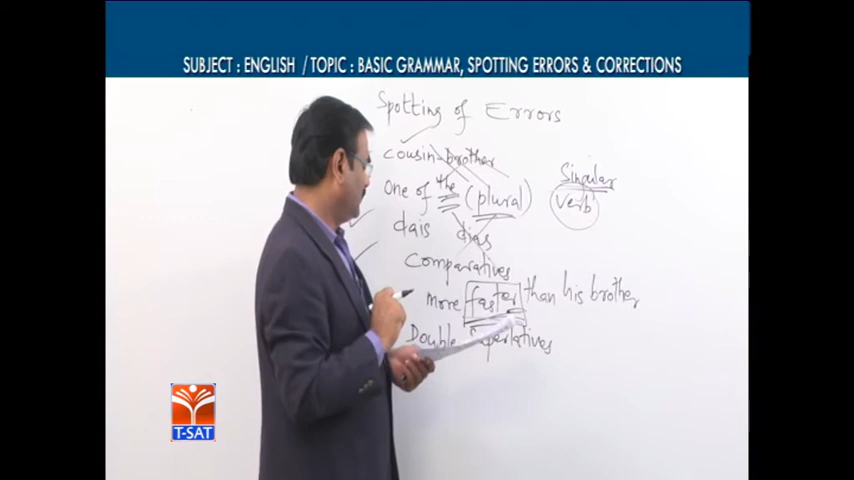 SUBJECT : ENGLISH / TOPIC : BASIC GRAMMAR, SPOTTING ERRORS & CORRECTIONS
Spotting of Errors
cousin-brother
One of the (plural) Singular Verb
dais dias
Comparatives
more faster than his brother
Double Superlatives
T-SAT